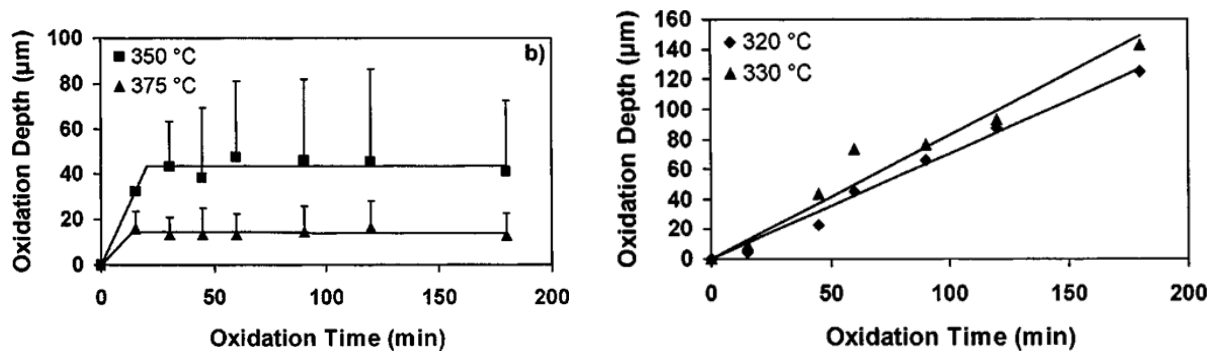 100
80
60
40
20
0
Oxidation Depth (µm)
■ 350 °C
▲ 375 °C
b)
0 50 100 150 200
Oxidation Time (min)
160
140
120
100
80
60
40
20
0
Oxidation Depth (µm)
◆ 320 °C
▲ 330 °C
0 50 100 150 200
Oxidation Time (min)